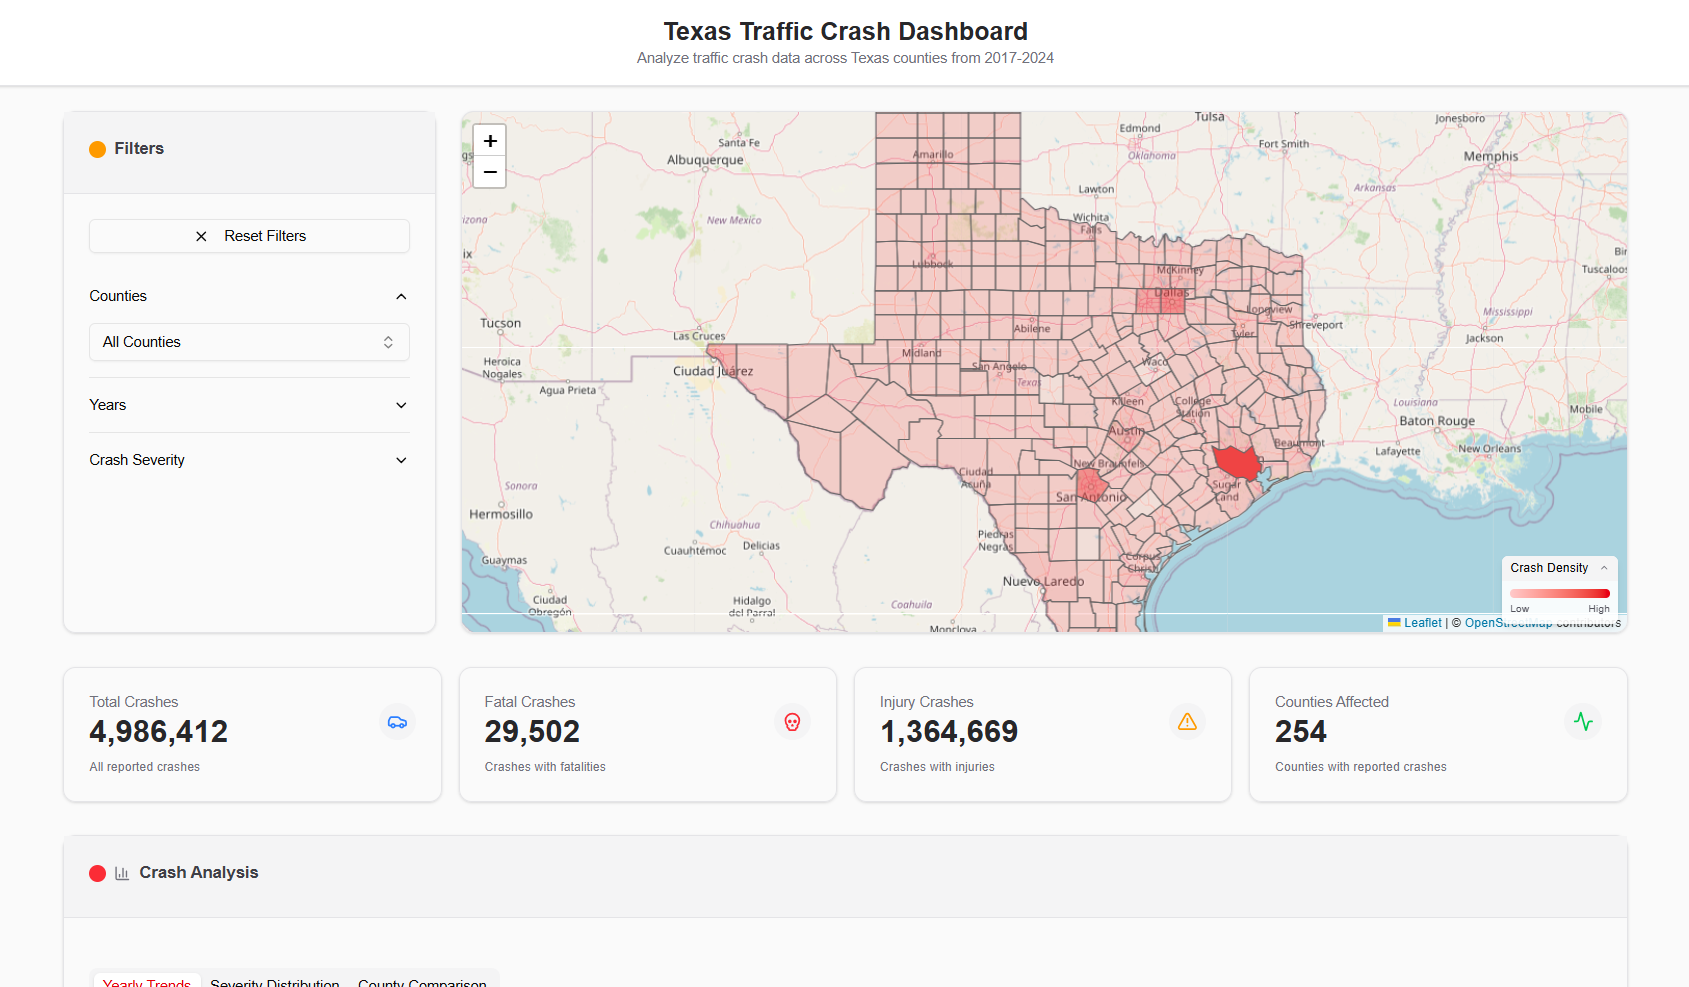 Texas Traffic Crash Dashboard
Analyze traffic crash data across Texas counties from 2017-2024
Filters
Reset Filters
Counties
All Counties
Years
Crash Severity
+
−
Tulsa
Jonesboro
Edmond
Santa Fe
Fort Smith
Albuquerque
Amarillo
Oklahoma
Memphis
Lawton
Arkansas
New Mexico
Wichita
Falls
Lubbock
McKinney
Dallas
Longview
Mississippi
Tucson
Las Cruces
Abilene
Tyler
Shreveport
Jackson
Heroica
Nogales
Ciudad Juárez
Midland
San Angelo
Waco
Texas
Agua Prieta
Killeen
College
Station
Louisiana
Mobile
Baton Rouge
Austin
Beaumont
Lafayette
New Orleans
New Braunfels
Ciudad
Acuña
Sugar
Land
San Antonio
Sonora
Hermosillo
Chihuahua
Cuauhtémoc
Delicias
Piedras
Negras
Guaymas
Corpus
Christi
Nuevo Laredo
Ciudad
Obregón
Hidalgo
del Parral
Coahuila
Monclova
Crash Density
Low
High
Leaflet | © OpenStreetMap contributors
Total Crashes
4,986,412
All reported crashes
Fatal Crashes
29,502
Crashes with fatalities
Injury Crashes
1,364,669
Crashes with injuries
Counties Affected
254
Counties with reported crashes
Crash Analysis
Yearly Trends
Severity Distribution
County Comparison